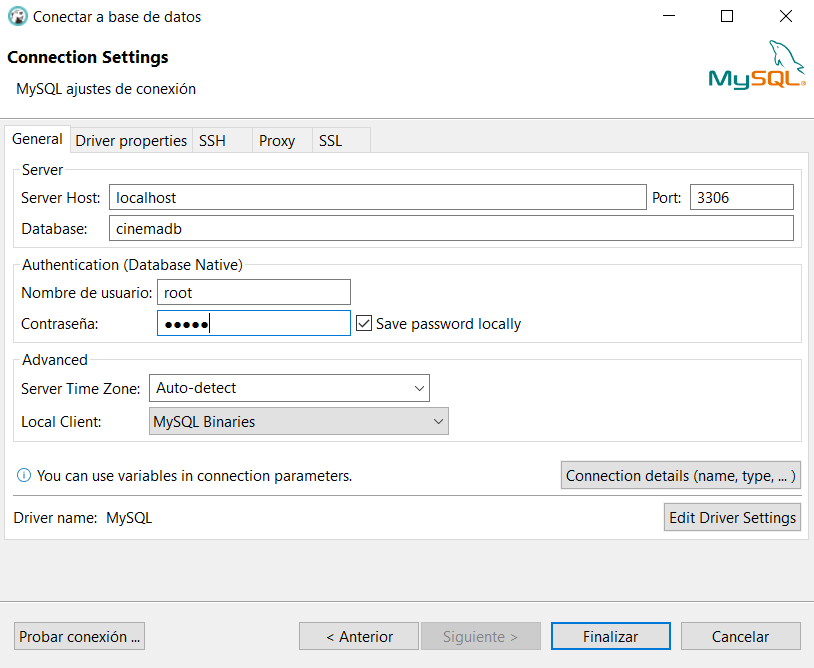 Conectar a base de datos
Connection Settings
MySQL ajustes de conexión
MySQL®
General Driver properties SSH Proxy SSL
Server
Server Host: localhost Port: 3306
Database: cinemadb
Authentication (Database Native)
Nombre de usuario: root
Contraseña: ●●●●● Save password locally
Advanced
Server Time Zone: Auto-detect
Local Client: MySQL Binaries
You can use variables in connection parameters. Connection details (name, type, ... )
Driver name: MySQL Edit Driver Settings
Probar conexión ... < Anterior Siguiente > Finalizar Cancelar